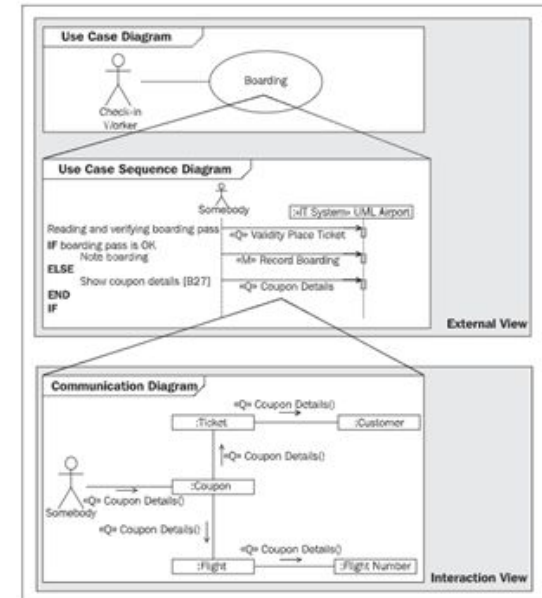 Use Case Diagram
Boarding
Check-in
Worker
Use Case Sequence Diagram
Somebody
:«IT System» UML Airport
Reading and verifying boarding pass
«Q» Validity Place Ticket
IF boarding pass is OK
Note boarding
«M» Record Boarding
ELSE
Show coupon details [B27]
«Q» Coupon Details
END
IF
External View
Communication Diagram
«Q» Coupon Details()
:Ticket
:Customer
«Q» Coupon Details()
:Coupon
«Q» Coupon Details()
Somebody
«Q» Coupon Details()
«Q» Coupon Details()
:Flight
:Flight Number
Interaction View